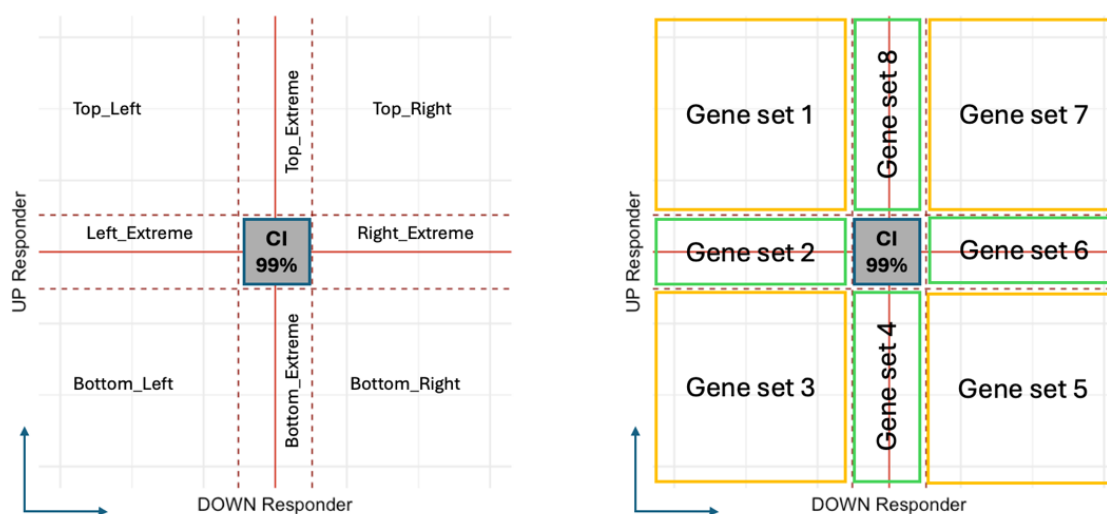 Top_Left
Top_Extreme
Top_Right
Left_Extreme
CI
99%
Right_Extreme
UP Responder
Bottom_Left
Bottom_Extreme
Bottom_Right
DOWN Responder
Gene set 1
Gene set 8
Gene set 7
Gene set 2
CI
99%
Gene set 6
UP Responder
Gene set 3
Gene set 4
Gene set 5
DOWN Responder